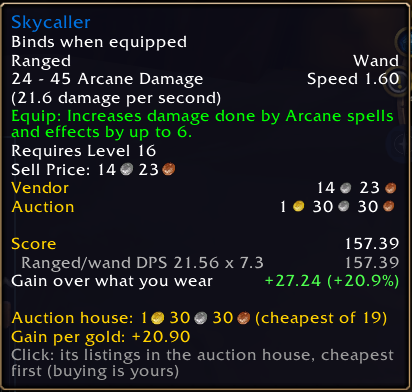 Skycaller
Binds when equipped
Ranged Wand
24 - 45 Arcane Damage Speed 1.60
(21.6 damage per second)
Equip: Increases damage done by Arcane spells
and effects by up to 6.
Requires Level 16
Sell Price: 14 23
Vendor 14 23
Auction 1 30 30
Score 157.39
Ranged/wand DPS 21.56 x 7.3 157.39
Gain over what you wear +27.24 (+20.9%)
Auction house: 1 30 30 (cheapest of 19)
Gain per gold: +20.90
Click: its listings in the auction house, cheapest
first (buying is yours)